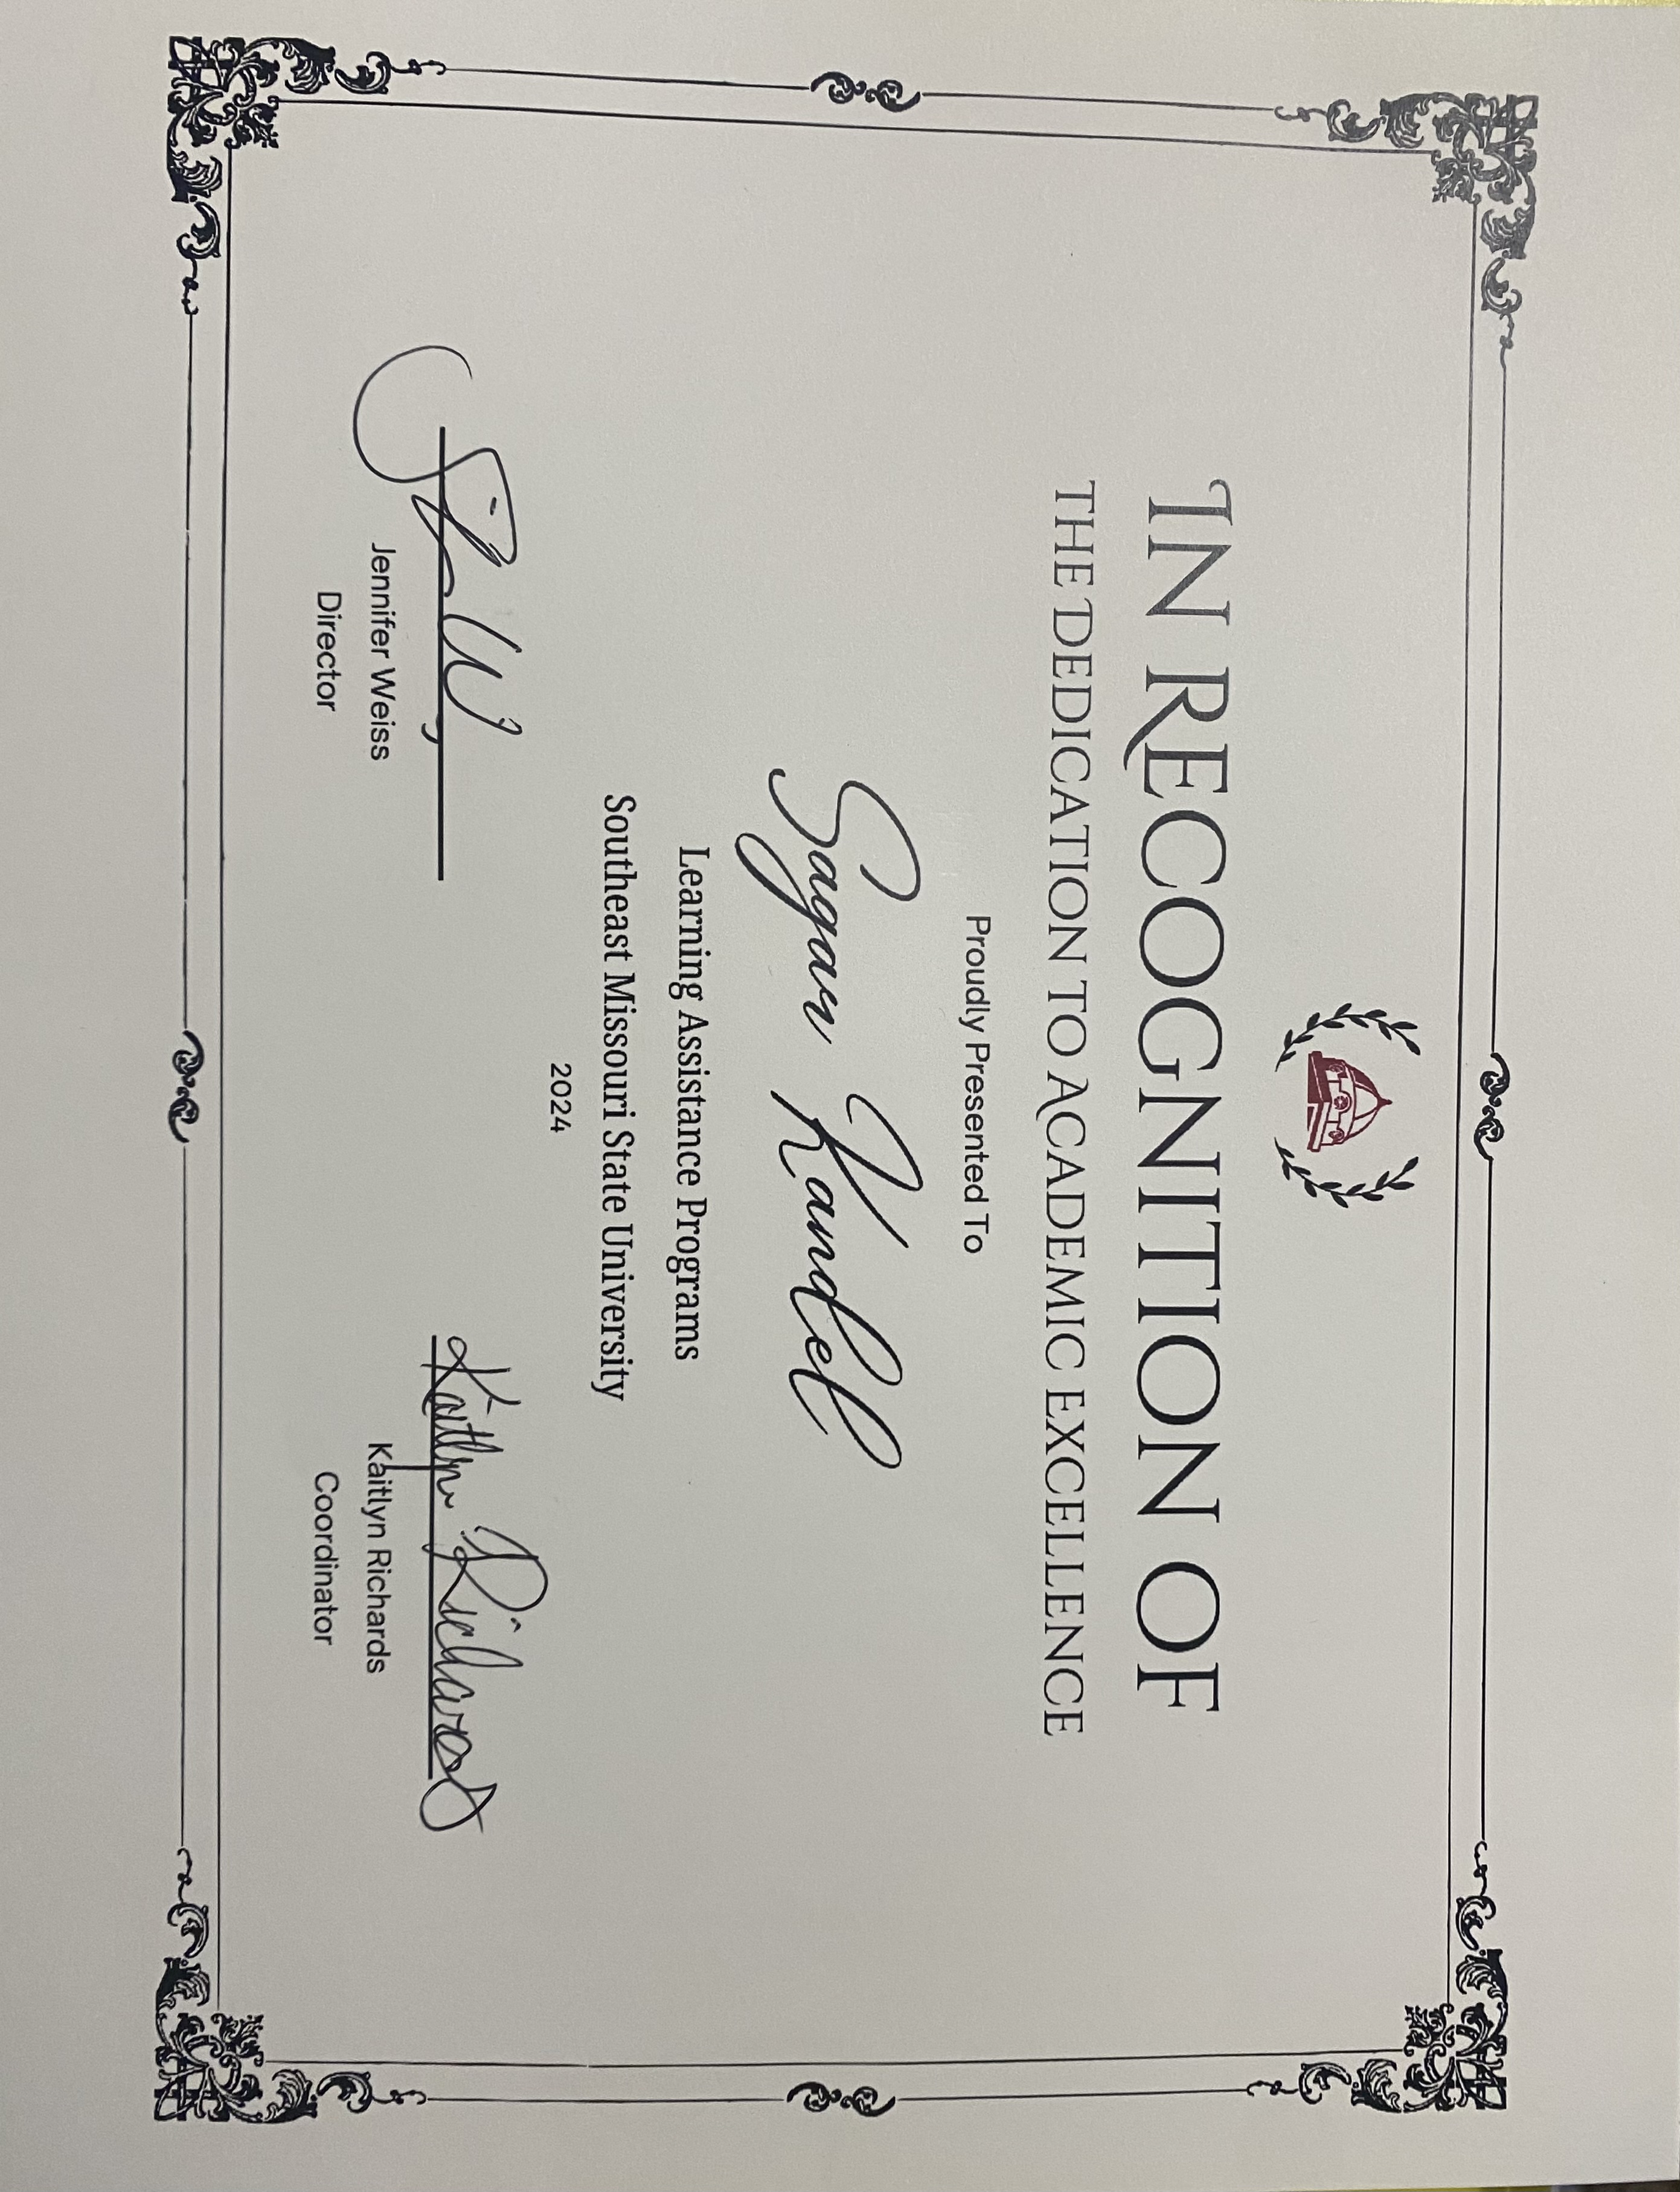 IN RECOGNITION OF
THE DEDICATION TO ACADEMIC EXCELLENCE
Proudly Presented To
Sagar Kandel
Learning Assistance Programs
Southeast Missouri State University
2024
Jennifer Weiss
Director
Kaitlyn Richards
Kaitlyn Richards
Coordinator